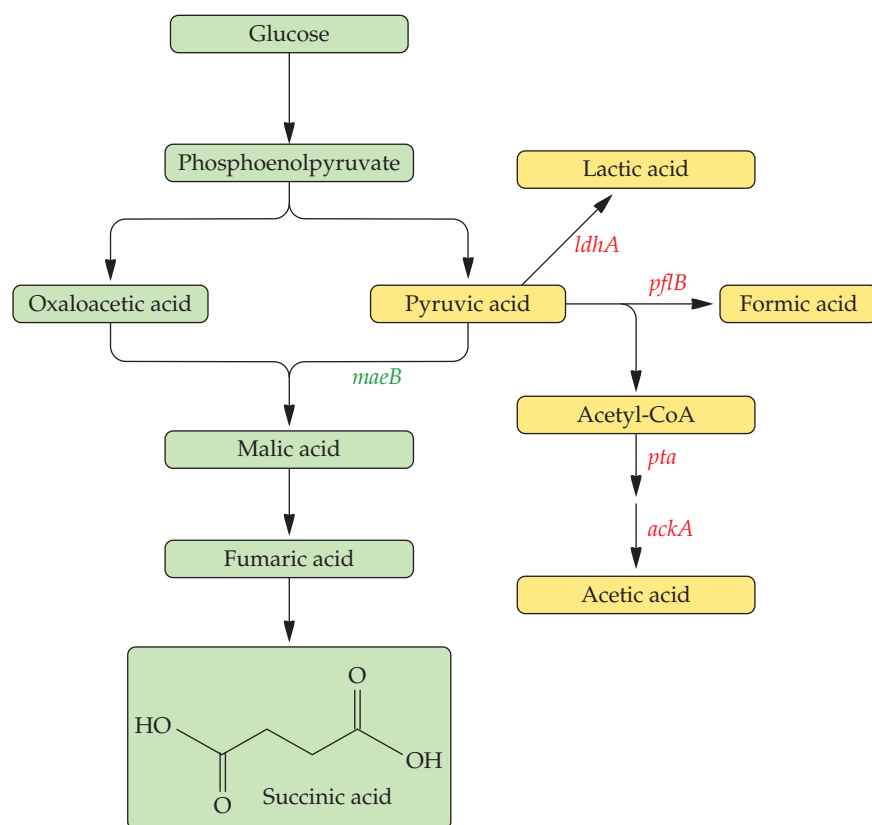 Glucose
Phosphoenolpyruvate
Lactic acid
ldhA
pflB
Oxaloacetic acid
Pyruvic acid
Formic acid
maeB
Acetyl-CoA
Malic acid
pta
ackA
Fumaric acid
Acetic acid
O
HO
OH
O
Succinic acid